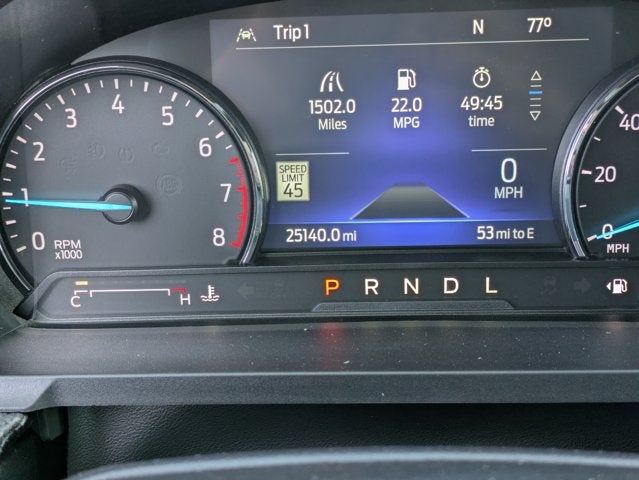 Trip 1 N 77°
1502.0 22.0 49:45
Miles MPG time
SPEED
LIMIT
45
0
MPH
25140.0 mi 53 mi to E
0 1 2 3 4 5 6 7 8
RPM
x1000
40
20
0
MPH
C H P R N D L